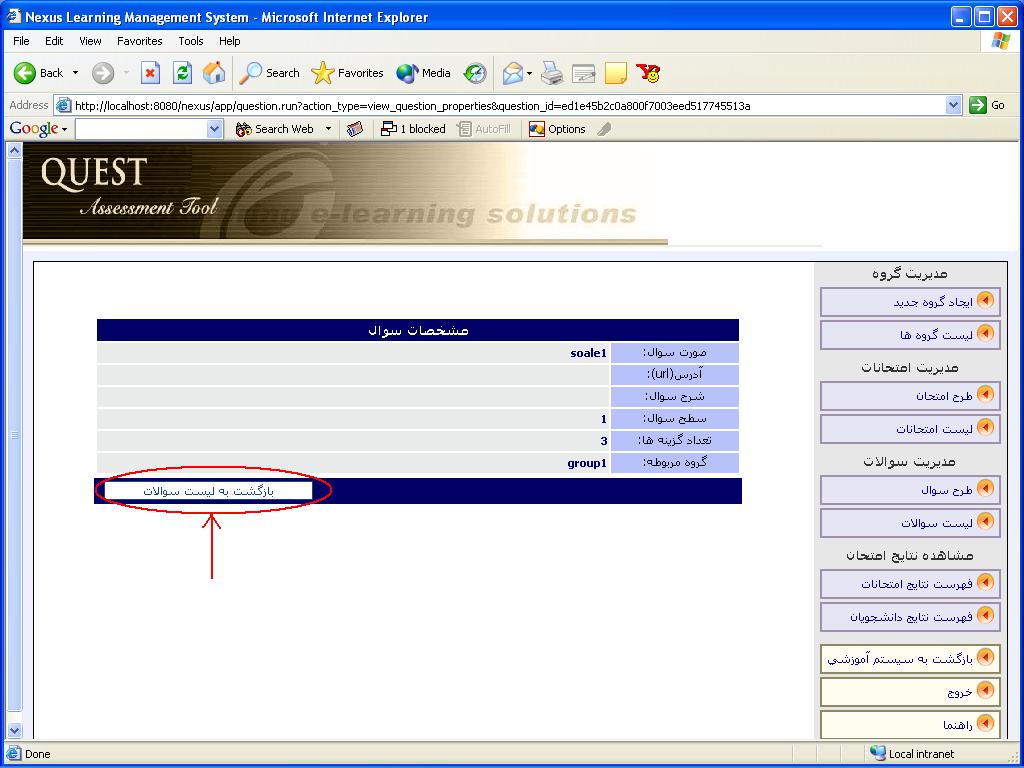 Nexus Learning Management System - Microsoft Internet Explorer
File Edit View Favorites Tools Help
Back Search Favorites Media
Address http://localhost:8080/nexus/app/question.run?action_type=view_question_properties&question_id=ed1e45b2c0a800f7003eed517745513a Go
Google Search Web 1 blocked AutoFill Options
QUEST
Assessment Tool
e-learning solutions
مدیریت گروه
ایجاد گروه جدید
لیست گروه ها
مدیریت امتحانات
طرح امتحان
لیست امتحانات
مدیریت سوالات
طرح سوال
لیست سوالات
مشاهده نتایج امتحان
فهرست نتایج امتحانات
فهرست نتایج دانشجویان
بازگشت به سیستم آموزشی
خروج
راهنما
مشخصات سوال
صورت سوال: soale1
آدرس(url):
شرح سوال:
سطح سوال: 1
تعداد گزینه ها: 3
گروه مربوطه: group1
بازگشت به لیست سوالات
Done Local intranet